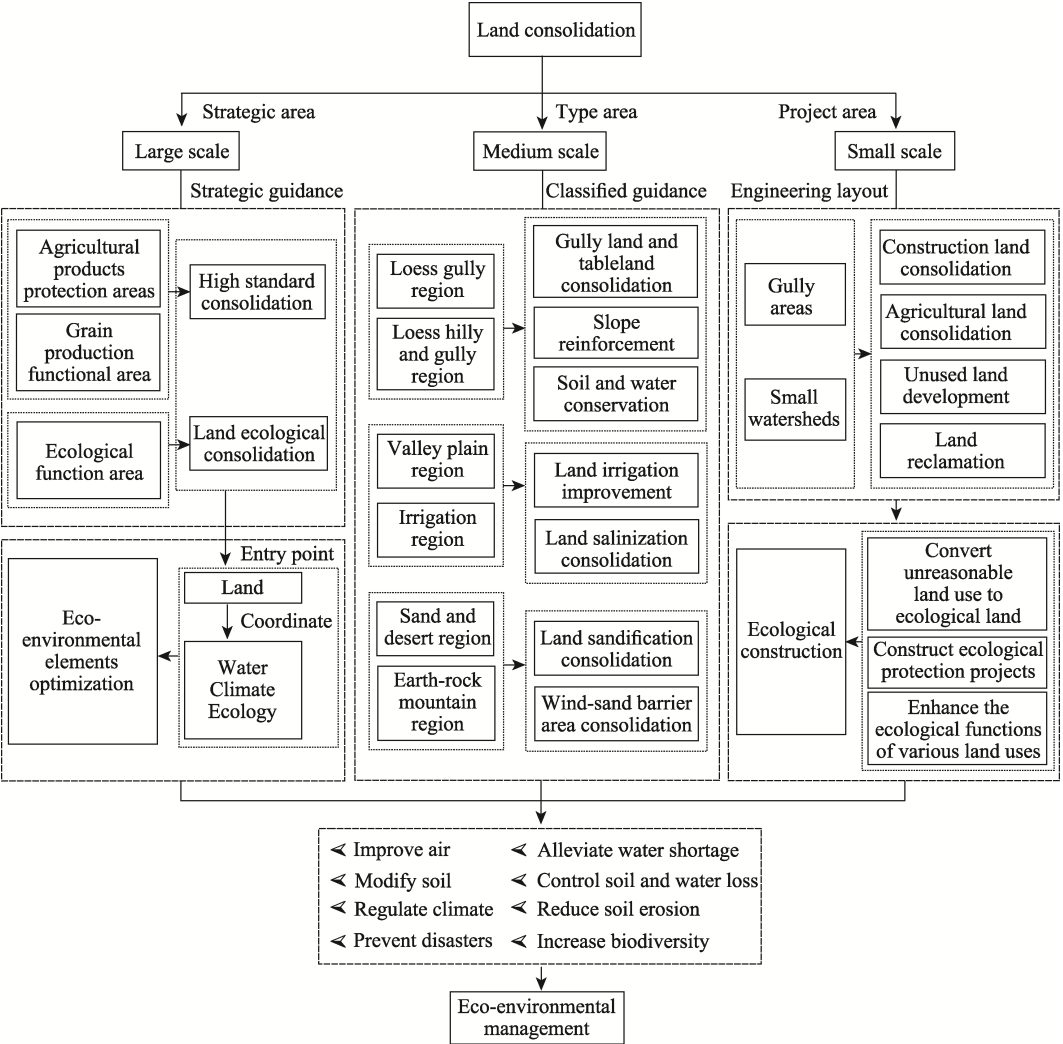 Land consolidation
Strategic area
Type area
Project area
Large scale
Medium scale
Small scale
Strategic guidance
Classified guidance
Engineering layout
Agricultural
products
protection areas
Grain
production
functional area
High standard
consolidation
Ecological
function area
Land ecological
consolidation
Entry point
Land
Coordinate
Water
Climate
Ecology
Eco-
environmental
elements
optimization
Loess gully
region
Loess hilly
and gully
region
Gully land and
tableland
consolidation
Slope
reinforcement
Soil and water
conservation
Valley plain
region
Irrigation
region
Land irrigation
improvement
Land salinization
consolidation
Sand and
desert region
Earth-rock
mountain
region
Land sandification
consolidation
Wind-sand barrier
area consolidation
Gully
areas
Small
watersheds
Construction land
consolidation
Agricultural land
consolidation
Unused land
development
Land
reclamation
Ecological
construction
Convert
unreasonable
land use to
ecological land
Construct ecological
protection projects
Enhance the
ecological functions
of various land uses
Improve air
Modify soil
Regulate climate
Prevent disasters
Alleviate water shortage
Control soil and water loss
Reduce soil erosion
Increase biodiversity
Eco-environmental
management